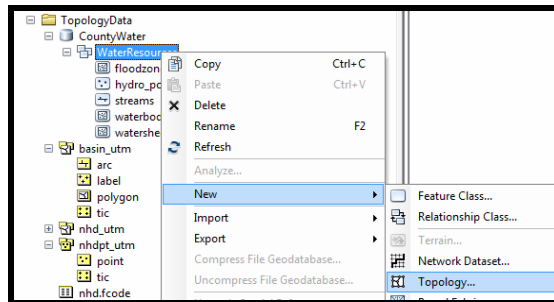 TopologyData
CountyWater
WaterResour
floodzon
hydro_po
streams
waterbod
watershe
basin_utm
arc
label
polygon
tic
nhd_utm
nhdpt_utm
point
tic
nhd.fcode
Copy Ctrl+C
Paste Ctrl+V
Delete
Rename F2
Refresh
Analyze...
New
Import
Export
Compress File Geodatabase...
Uncompress File Geodatabase...
Feature Class...
Relationship Class...
Terrain...
Network Dataset...
Topology...